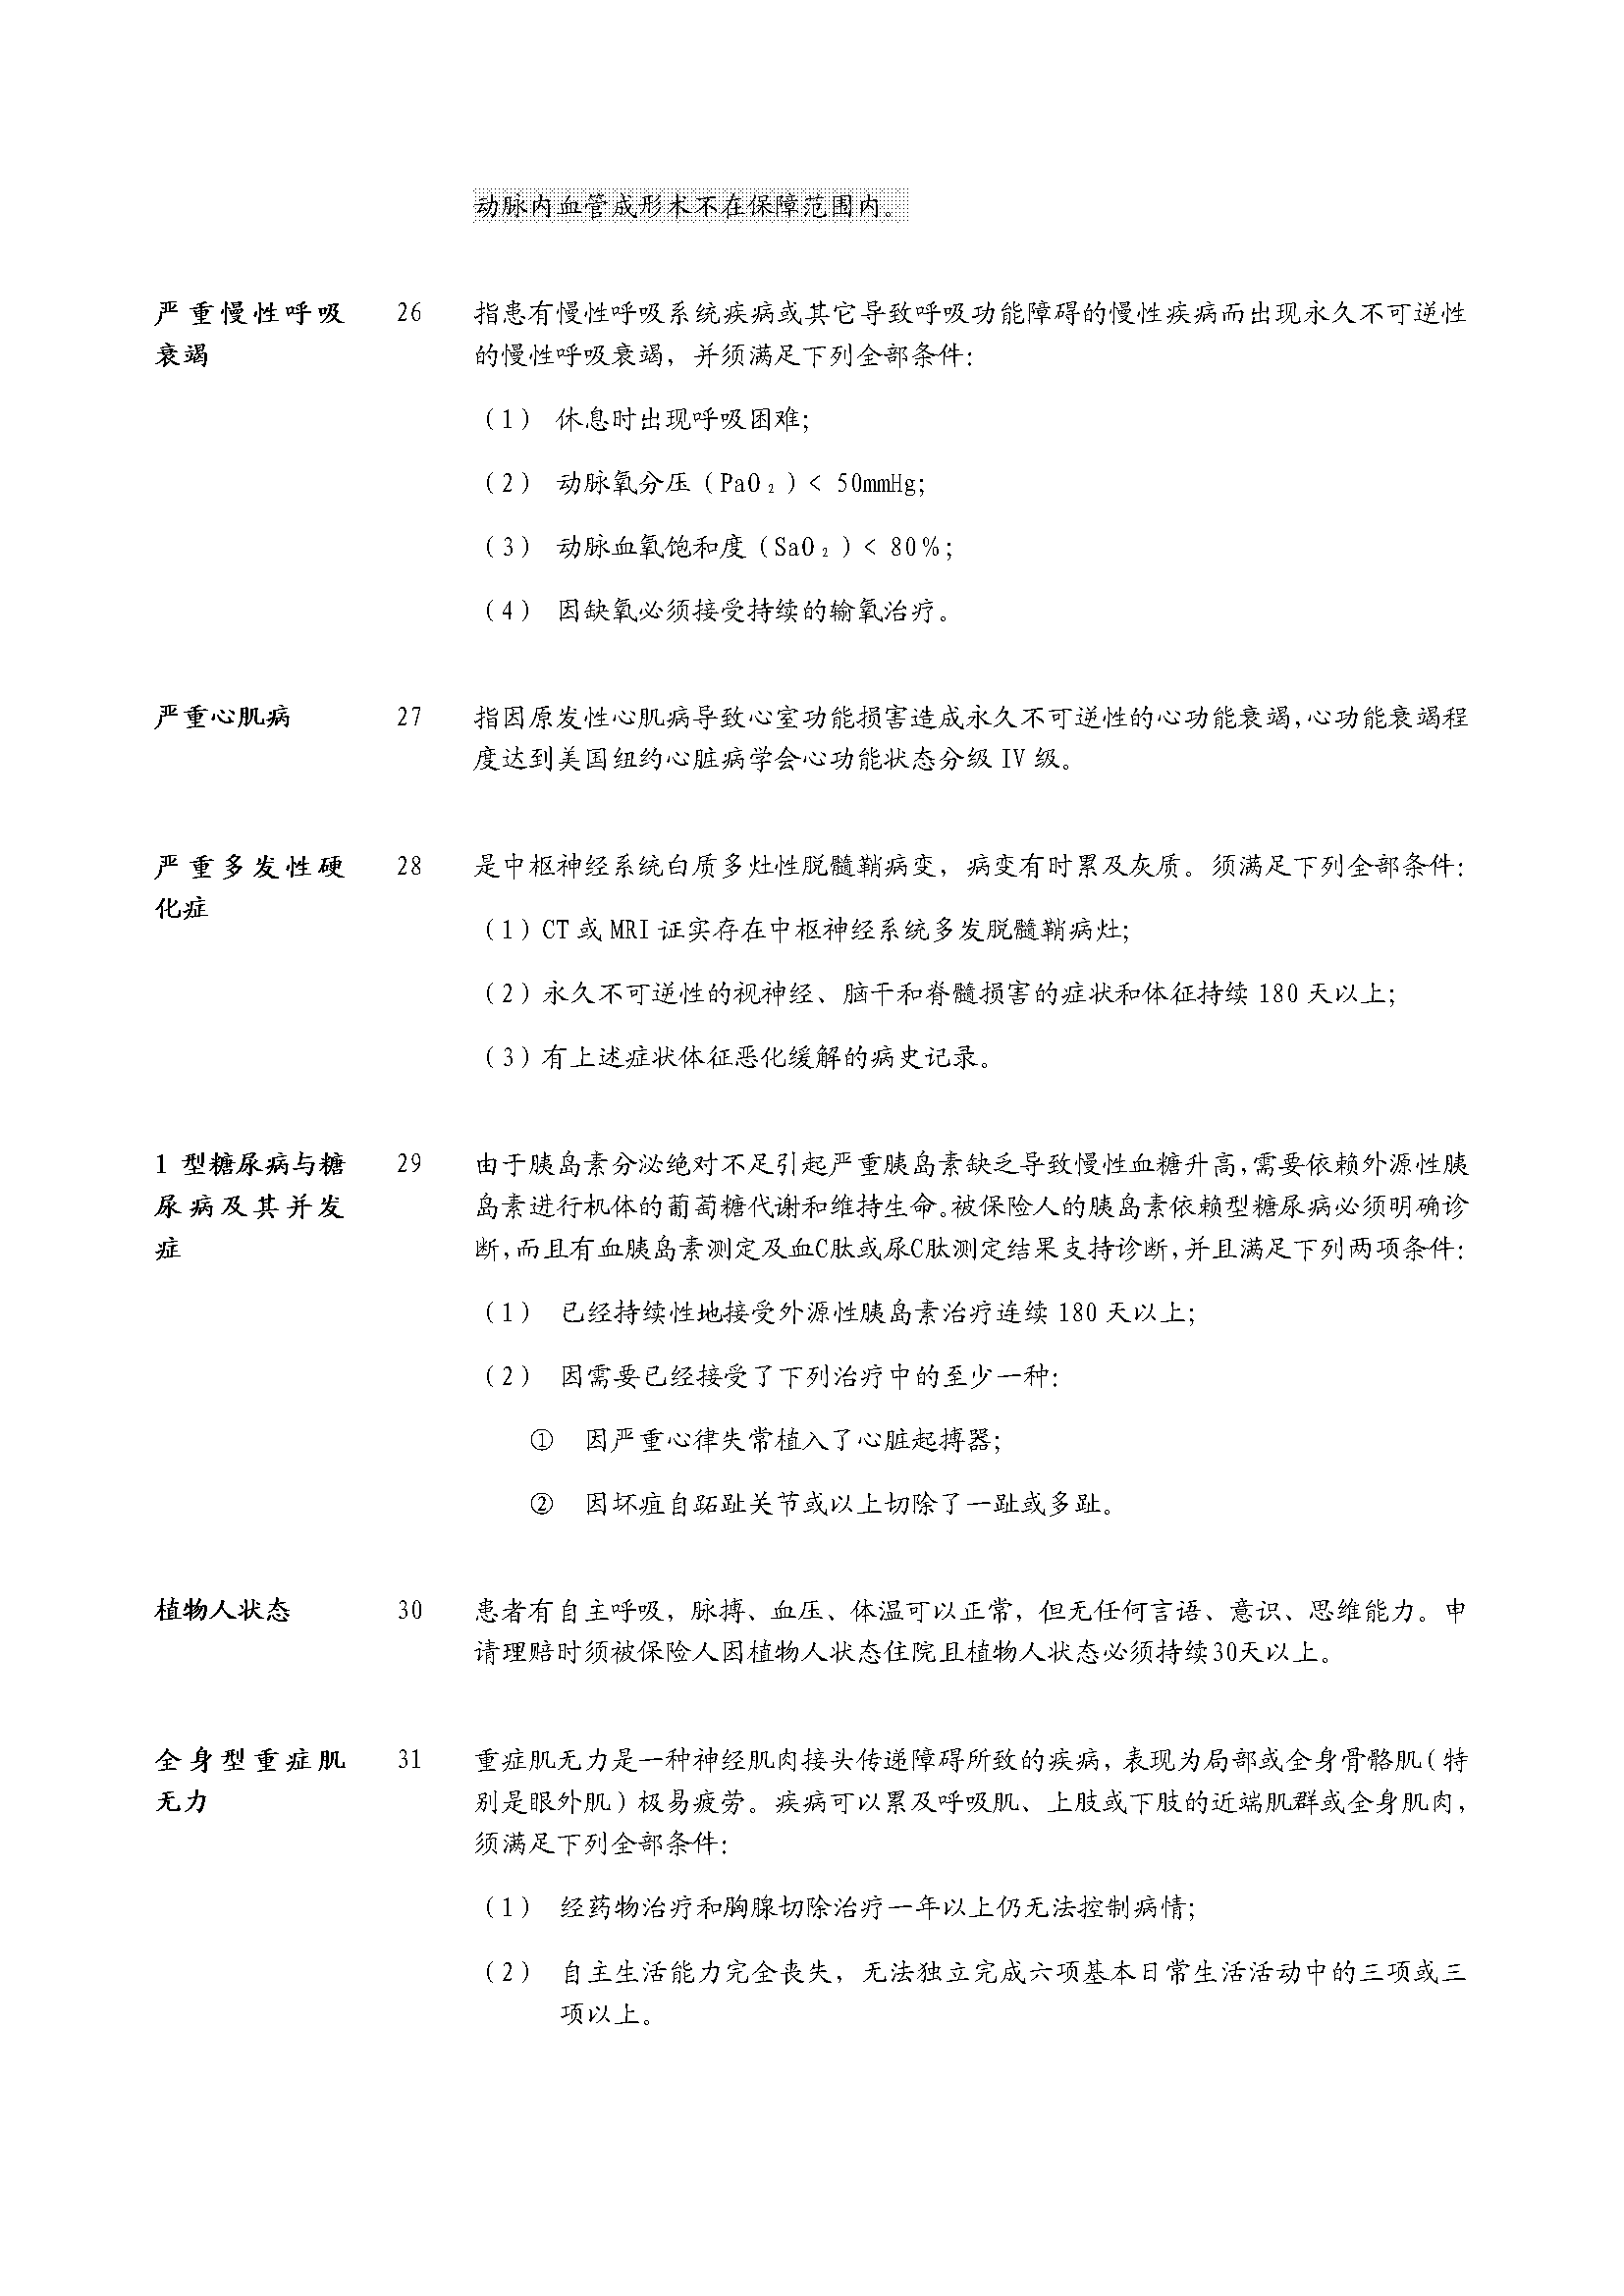 动脉内血管成形术不在保障范围内。
严重慢性呼吸 26 指患有慢性呼吸系统疾病或其它导致呼吸功能障碍的慢性疾病而出现永久不可逆性
衰竭 的慢性呼吸衰竭，并须满足下列全部条件：
（1） 休息时出现呼吸困难；
（2） 动脉氧分压（PaO₂）< 50mmHg；
（3） 动脉血氧饱和度（SaO₂）< 80%；
（4） 因缺氧必须接受持续的输氧治疗。
严重心肌病 27 指因原发性心肌病导致心室功能损害造成永久不可逆性的心功能衰竭，心功能衰竭程
度达到美国纽约心脏病学会心功能状态分级 IV 级。
严重多发性硬 28 是中枢神经系统白质多灶性脱髓鞘病变，病变有时累及灰质。须满足下列全部条件：
化症
（1）CT 或 MRI 证实存在中枢神经系统多发脱髓鞘病灶；
（2）永久不可逆性的视神经、脑干和脊髓损害的症状和体征持续 180 天以上；
（3）有上述症状体征恶化缓解的病史记录。
1 型糖尿病与糖 29 由于胰岛素分泌绝对不足引起严重胰岛素缺乏导致慢性血糖升高，需要依赖外源性胰
尿病及其并发 岛素进行机体的葡萄糖代谢和维持生命。被保险人的胰岛素依赖型糖尿病必须明确诊
症 断，而且有血胰岛素测定及血C肽或尿C肽测定结果支持诊断，并且满足下列两项条件：
（1） 已经持续性地接受外源性胰岛素治疗连续 180 天以上；
（2） 因需要已经接受了下列治疗中的至少一种：
① 因严重心律失常植入了心脏起搏器；
② 因坏疽自跖趾关节或以上切除了一趾或多趾。
植物人状态 30 患者有自主呼吸，脉搏、血压、体温可以正常，但无任何言语、意识、思维能力。申
请理赔时须被保险人因植物人状态住院且植物人状态必须持续30天以上。
全身型重症肌 31 重症肌无力是一种神经肌肉接头传递障碍所致的疾病，表现为局部或全身骨骼肌（特
无力 别是眼外肌）极易疲劳。疾病可以累及呼吸肌、上肢或下肢的近端肌群或全身肌肉，
须满足下列全部条件：
（1） 经药物治疗和胸腺切除治疗一年以上仍无法控制病情；
（2） 自主生活能力完全丧失，无法独立完成六项基本日常生活活动中的三项或三
项以上。